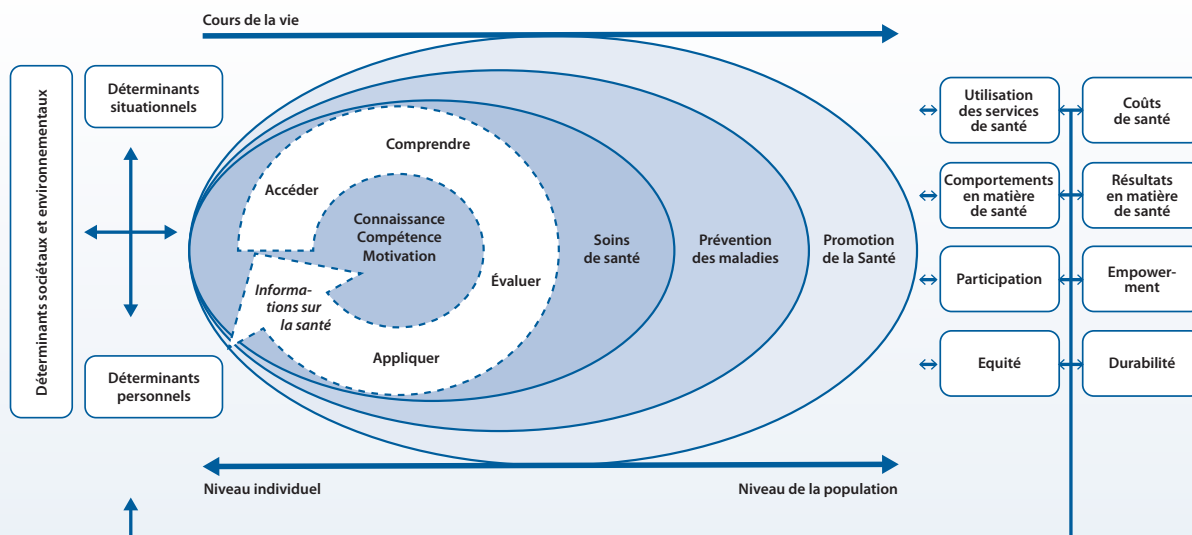 Cours de la vie
Déterminants sociétaux et environnementaux
Déterminants
situationnels
Déterminants
personnels
Comprendre
Accéder
Connaissance
Compétence
Motivation
Informa-
tions sur
la santé
Évaluer
Appliquer
Soins
de santé
Prévention
des maladies
Promotion
de la Santé
Utilisation
des services
de santé
Coûts
de santé
Comportements
en matière
de santé
Résultats
en matière
de santé
Participation
Empower-
ment
Equité
Durabilité
Niveau individuel
Niveau de la population